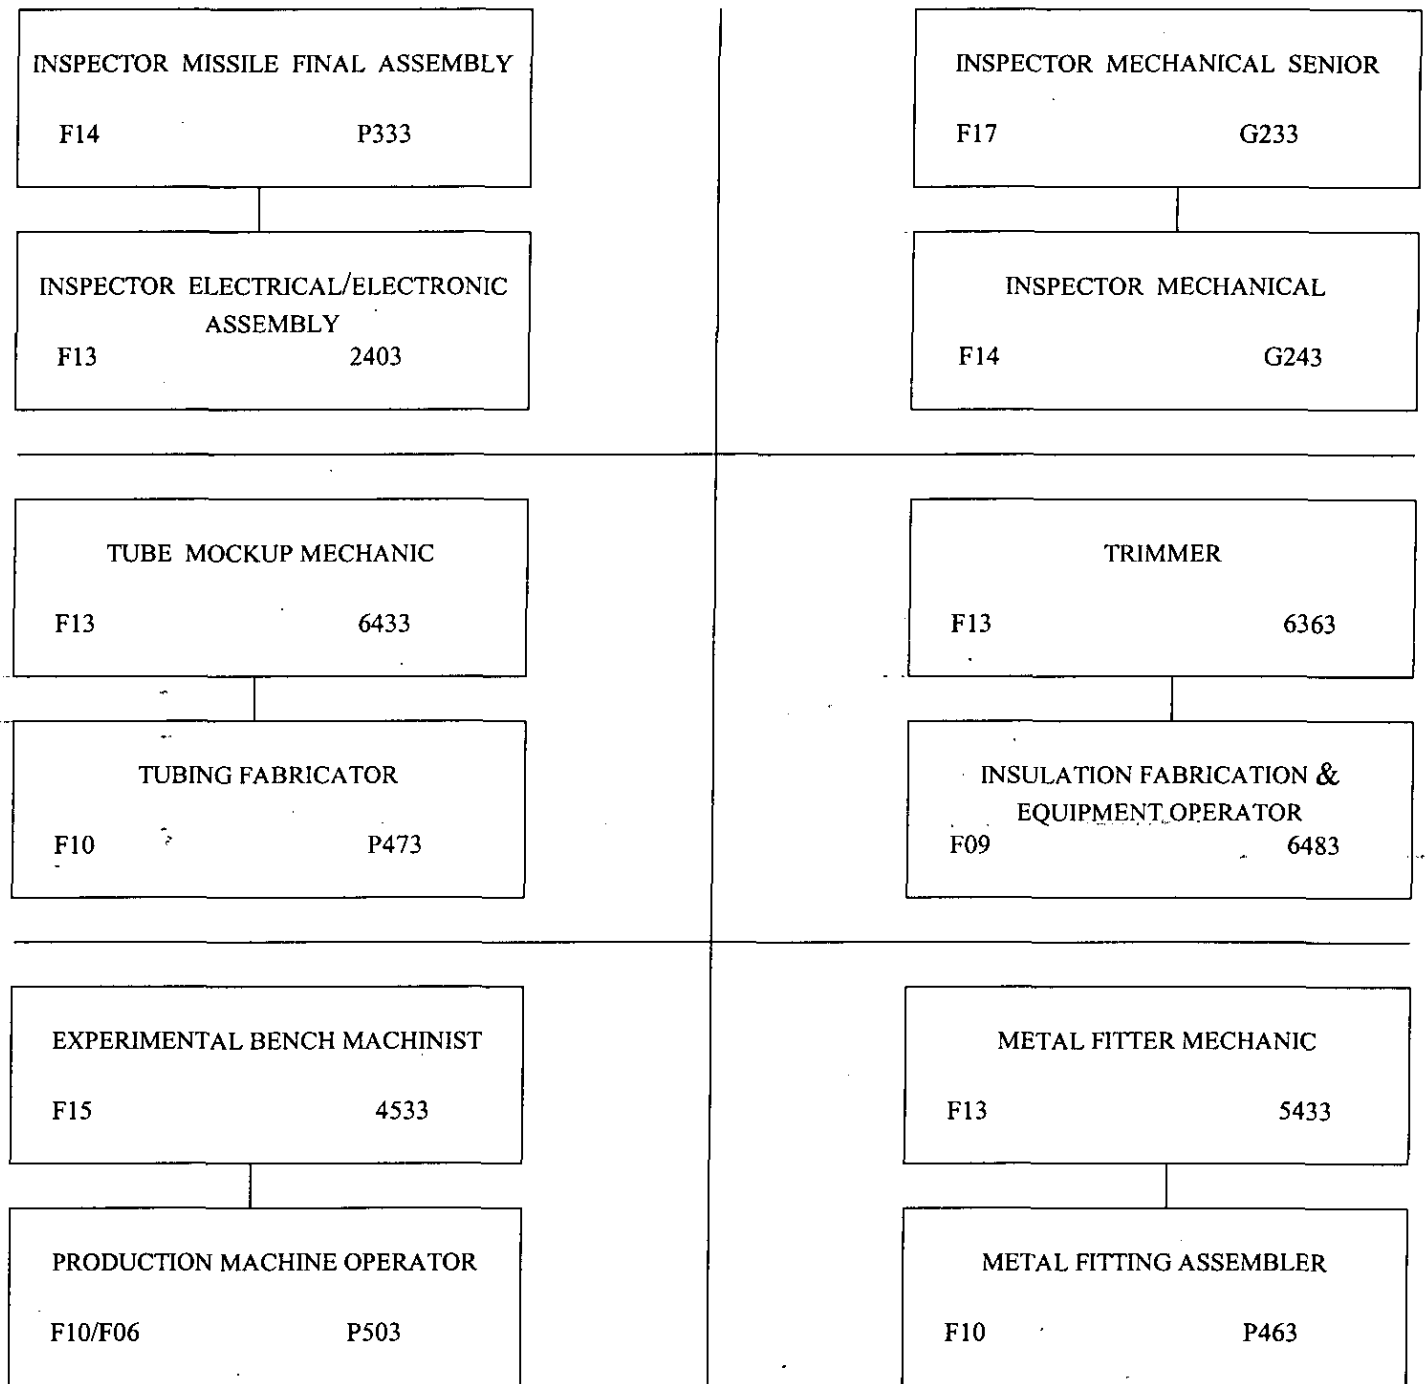 INSPECTOR MISSILE FINAL ASSEMBLY
F14 P333
INSPECTOR ELECTRICAL/ELECTRONIC
ASSEMBLY
F13 2403
INSPECTOR MECHANICAL SENIOR
F17 G233
INSPECTOR MECHANICAL
F14 G243
TUBE MOCKUP MECHANIC
F13 6433
TUBING FABRICATOR
F10 P473
TRIMMER
F13 6363
INSULATION FABRICATION &
EQUIPMENT OPERATOR
F09 6483
EXPERIMENTAL BENCH MACHINIST
F15 4533
PRODUCTION MACHINE OPERATOR
F10/F06 P503
METAL FITTER MECHANIC
F13 5433
METAL FITTING ASSEMBLER
F10 P463